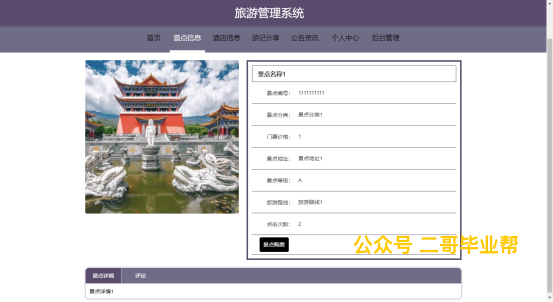 旅游管理系统
首页 景点信息 酒店信息 游记分享 公告资讯 个人中心 后台管理
景点名称1
景点编号： 1111111111
景点分类： 景点分类1
门票价格： 1
景点地址： 景点地址1
景点等级： A
旅游路线： 旅游路线1
点击次数： 2
景点购票
公众号 二哥毕业帮
景点详情 评论
景点详情1